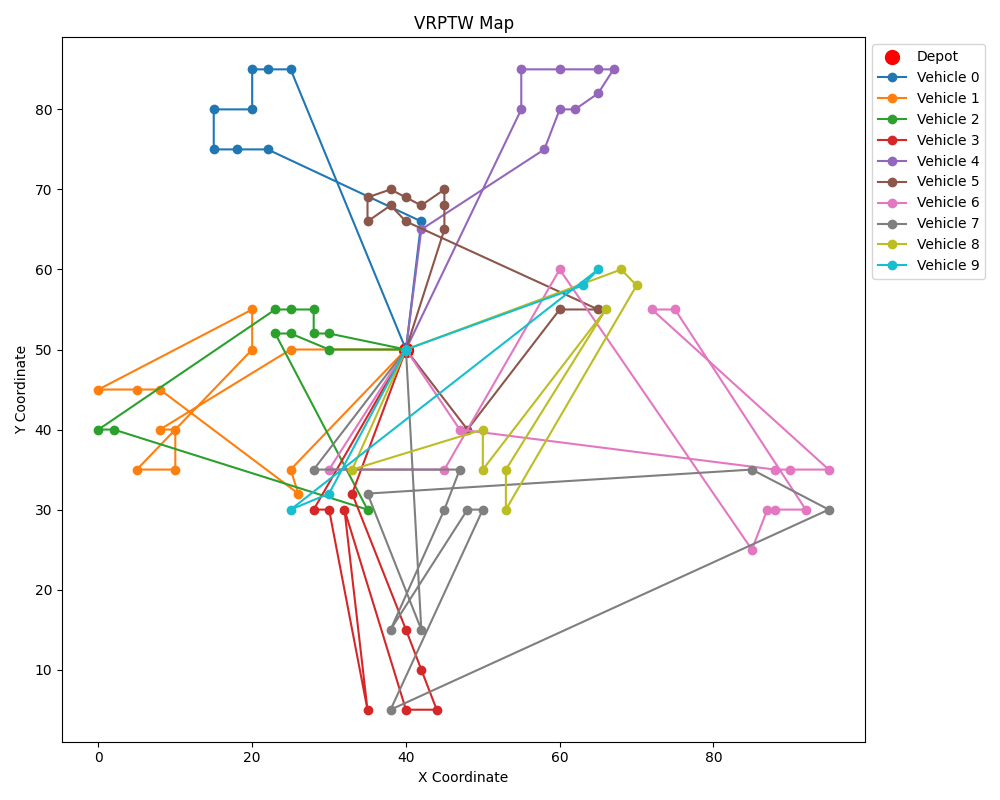 VRPTW Map
Depot
Vehicle 0
Vehicle 1
Vehicle 2
Vehicle 3
Vehicle 4
Vehicle 5
Vehicle 6
Vehicle 7
Vehicle 8
Vehicle 9
Y Coordinate
80
70
60
50
40
30
20
10
0 20 40 60 80
X Coordinate